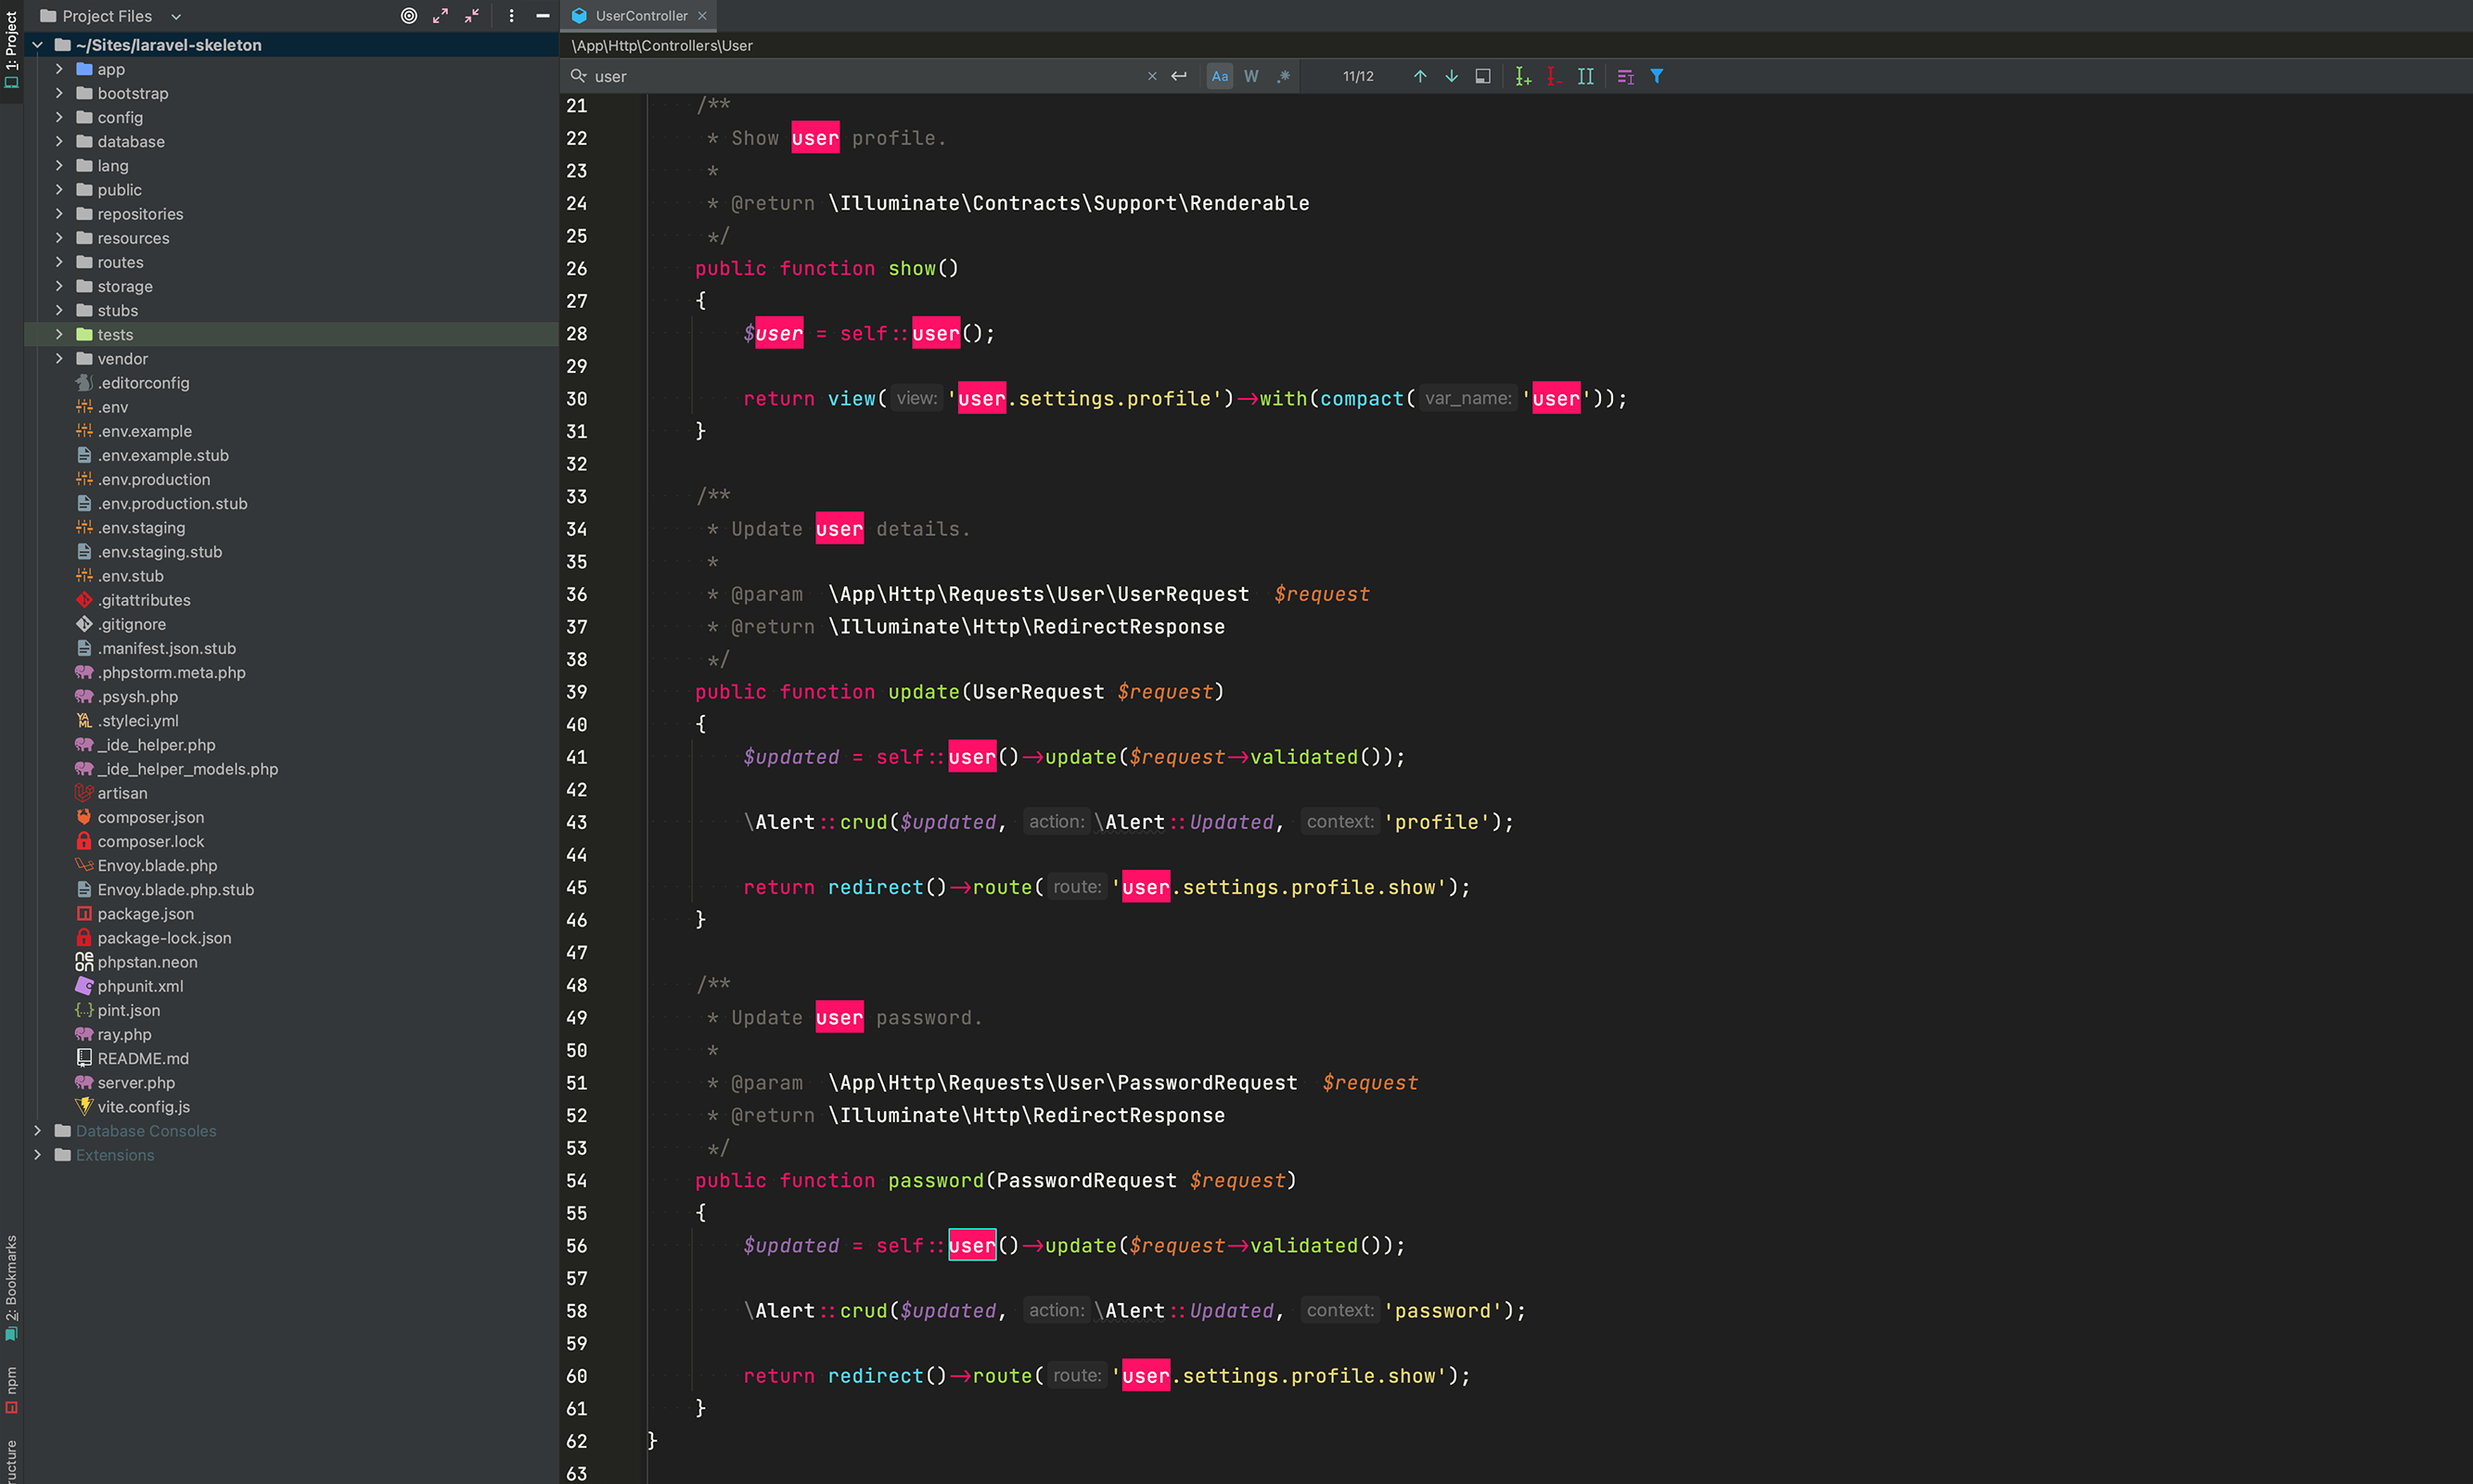 1: Project
Project Files
~/Sites/laravel-skeleton
app
bootstrap
config
database
lang
public
repositories
resources
routes
storage
stubs
tests
vendor
.editorconfig
.env
.env.example
.env.example.stub
.env.production
.env.production.stub
.env.staging
.env.staging.stub
.env.stub
.gitattributes
.gitignore
.manifest.json.stub
.phpstorm.meta.php
.psysh.php
.styleci.yml
_ide_helper.php
_ide_helper_models.php
artisan
composer.json
composer.lock
Envoy.blade.php
Envoy.blade.php.stub
package.json
package-lock.json
phpstan.neon
phpunit.xml
pint.json
ray.php
README.md
server.php
vite.config.js
Database Consoles
Extensions
2: Bookmarks
npm
ructure
UserController
\App\Http\Controllers\User
user Aa W .* 11/12
21 /**
22 * Show user profile.
23 *
24 * @return \Illuminate\Contracts\Support\Renderable
25 */
26 public function show()
27 {
28 $user = self::user();
29
30 return view( view: 'user.settings.profile')->with(compact( var_name: 'user'));
31 }
32
33 /**
34 * Update user details.
35 *
36 * @param  \App\Http\Requests\User\UserRequest  $request
37 * @return \Illuminate\Http\RedirectResponse
38 */
39 public function update(UserRequest $request)
40 {
41 $updated = self::user()->update($request->validated());
42
43 \Alert::crud($updated, action: \Alert::Updated, context: 'profile');
44
45 return redirect()->route( route: 'user.settings.profile.show');
46 }
47
48 /**
49 * Update user password.
50 *
51 * @param  \App\Http\Requests\User\PasswordRequest  $request
52 * @return \Illuminate\Http\RedirectResponse
53 */
54 public function password(PasswordRequest $request)
55 {
56 $updated = self::user()->update($request->validated());
57
58 \Alert::crud($updated, action: \Alert::Updated, context: 'password');
59
60 return redirect()->route( route: 'user.settings.profile.show');
61 }
62 }
63